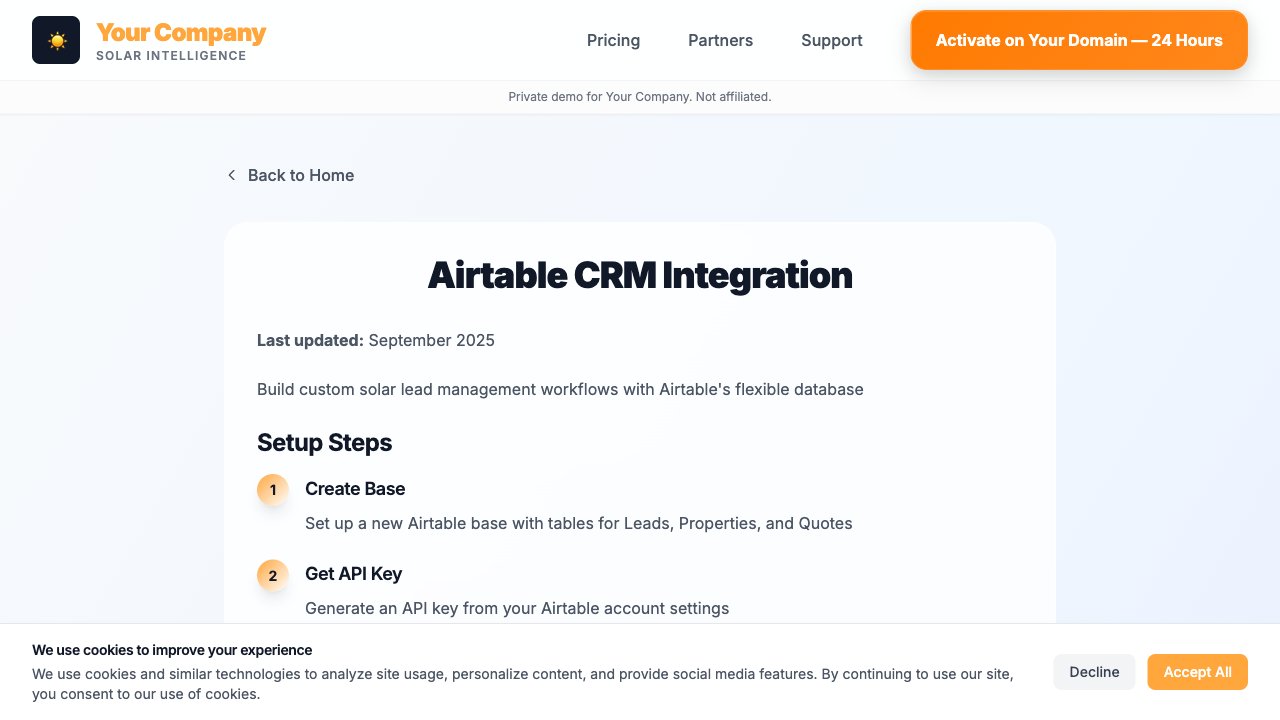 Your Company
SOLAR INTELLIGENCE
Pricing
Partners
Support
Activate on Your Domain — 24 Hours
Private demo for Your Company. Not affiliated.
Back to Home
Airtable CRM Integration
Last updated: September 2025
Build custom solar lead management workflows with Airtable's flexible database
Setup Steps
1
Create Base
Set up a new Airtable base with tables for Leads, Properties, and Quotes
2
Get API Key
Generate an API key from your Airtable account settings
We use cookies to improve your experience
We use cookies and similar technologies to analyze site usage, personalize content, and provide social media features. By continuing to use our site,
you consent to our use of cookies.
Decline
Accept All